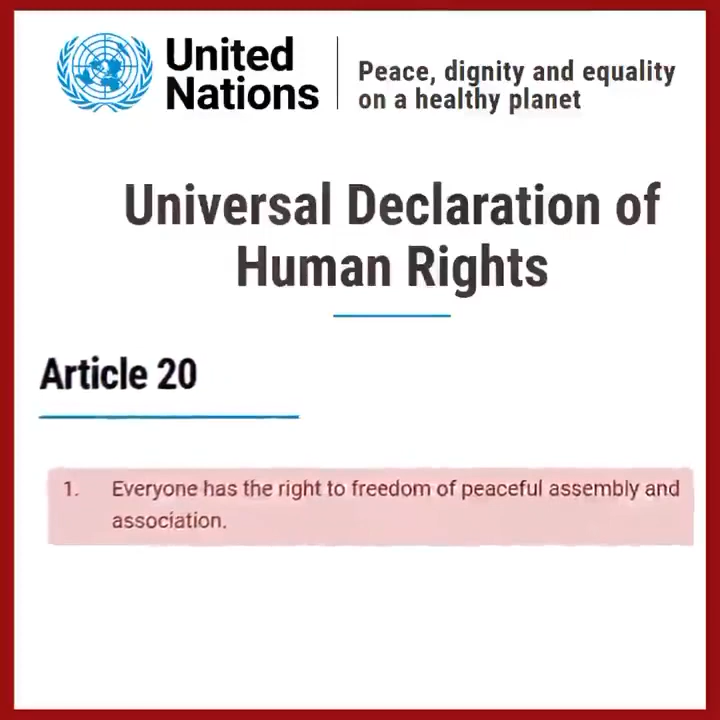 United
Nations
Peace, dignity and equality
on a healthy planet
Universal Declaration of
Human Rights
Article 20
1. Everyone has the right to freedom of peaceful assembly and
association.